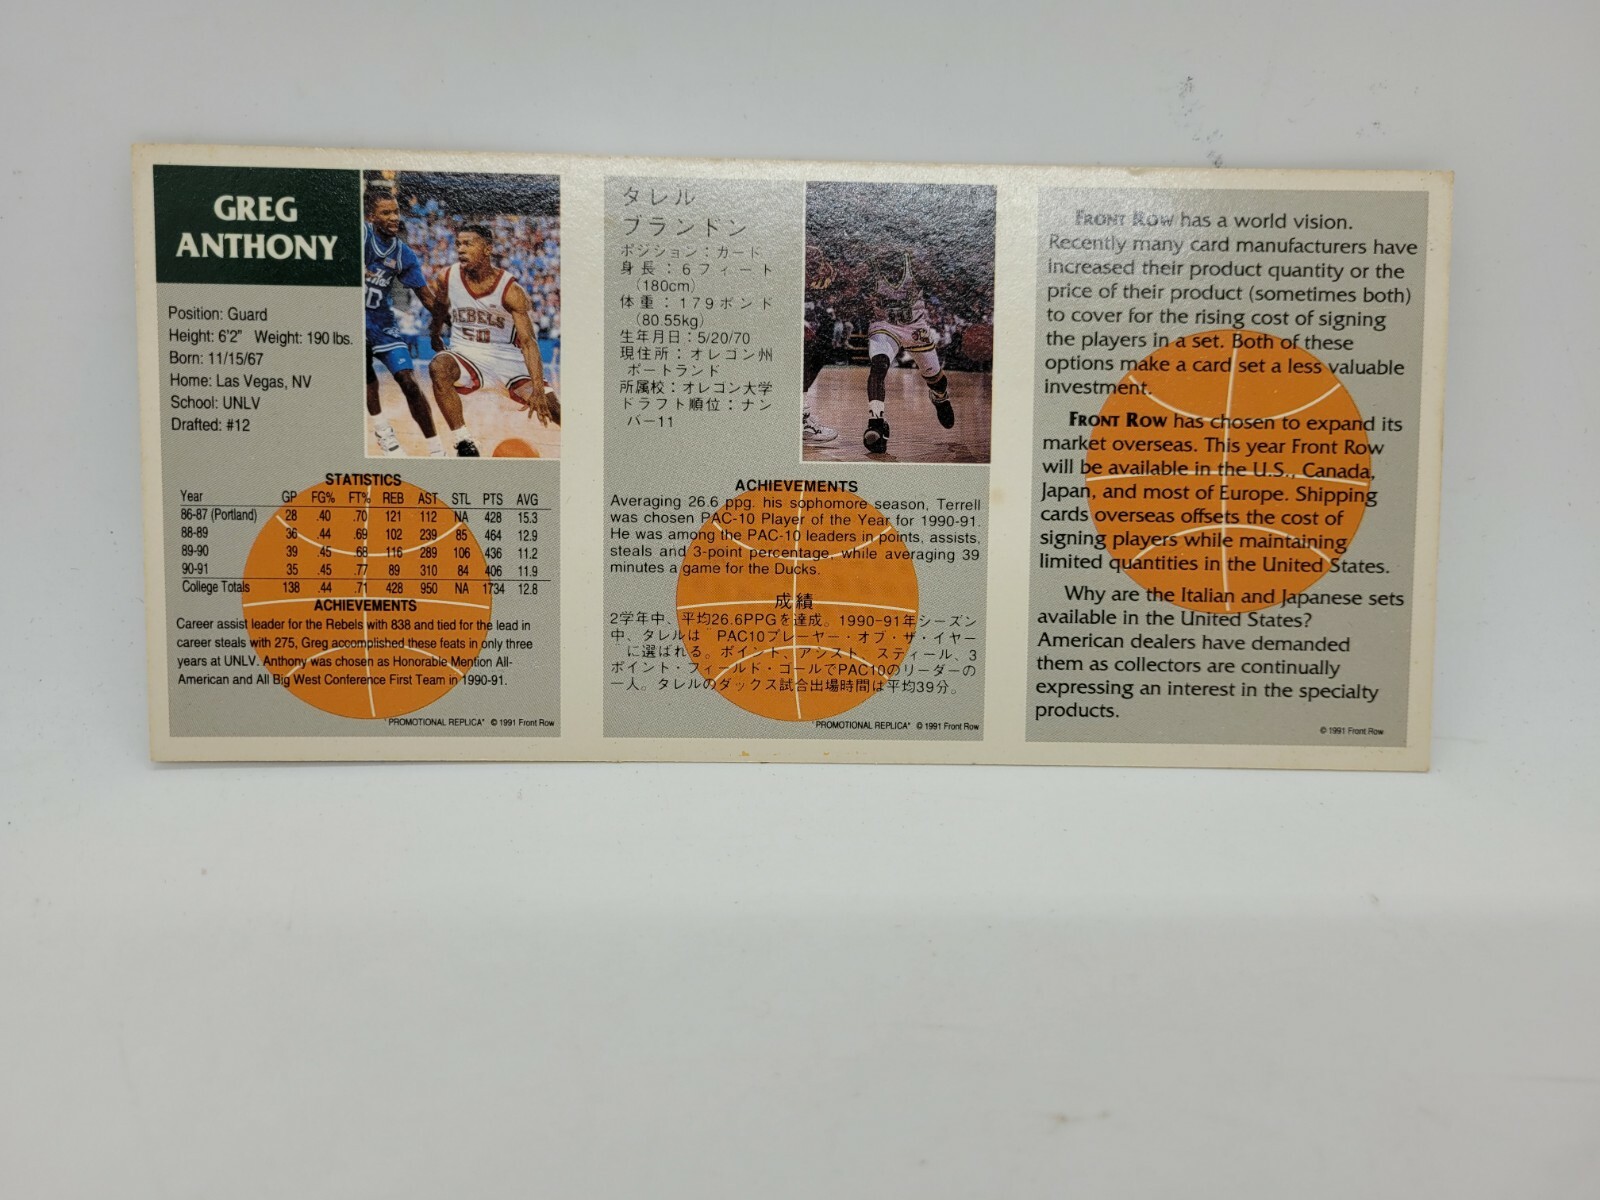 GREG
ANTHONY
Position: Guard
Height: 6'2" Weight: 190 lbs.
Born: 11/15/67
Home: Las Vegas, NV
School: UNLV
Drafted: #12
REBELS
50
STATISTICS
Year GP FG% FT% REB AST STL PTS AVG
86-87 (Portland) 28 .40 .70 121 112 NA 428 15.3
88-89 36 .44 .69 102 239 85 464 12.9
89-90 39 .45 .68 116 289 106 436 11.2
90-91 35 .45 .77 89 310 84 406 11.9
College Totals 138 .44 .71 428 950 NA 1734 12.8
ACHIEVEMENTS
Career assist leader for the Rebels with 838 and tied for the lead in
career steals with 275, Greg accomplished these feats in only three
years at UNLV. Anthony was chosen as Honorable Mention All-
American and All Big West Conference First Team in 1990-91.
PROMOTIONAL REPLICA* © 1991 Front Row
タレル
ブランドン
ポジション：カード
身長：6フィート
(180cm)
体重：179ポンド
(80.55kg)
生年月日：5/20/70
現住所：オレゴン州
ポートランド
所属校：オレゴン大学
ドラフト順位：ナン
バー11
ACHIEVEMENTS
Averaging 26.6 ppg. his sophomore season, Terrell
was chosen PAC-10 Player of the Year for 1990-91.
He was among the PAC-10 leaders in points, assists,
steals and 3-point percentage, while averaging 39
minutes a game for the Ducks.
成績
2学年中、平均26.6PPGを達成。1990-91年シーズン
中、タレルは PAC10プレーヤー・オブ・ザ・イヤー
に選ばれる。ポイント、アシスト スティール、3
ポイント・フィールド・コールでPAC10のリーダーの
一人。タレルのダックス試合出場時間は平均39分。
PROMOTIONAL REPLICA* © 1991 Front Row
FRONT ROW has a world vision.
Recently many card manufacturers have
increased their product quantity or the
price of their product (sometimes both)
to cover for the rising cost of signing
the players in a set. Both of these
options make a card set a less valuable
investment.
FRONT ROW has chosen to expand its
market overseas. This year Front Row
will be available in the U.S., Canada,
Japan, and most of Europe. Shipping
cards overseas offsets the cost of
signing players while maintaining
limited quantities in the United States.
Why are the Italian and Japanese sets
available in the United States?
American dealers have demanded
them as collectors are continually
expressing an interest in the specialty
products.
© 1991 Front Row